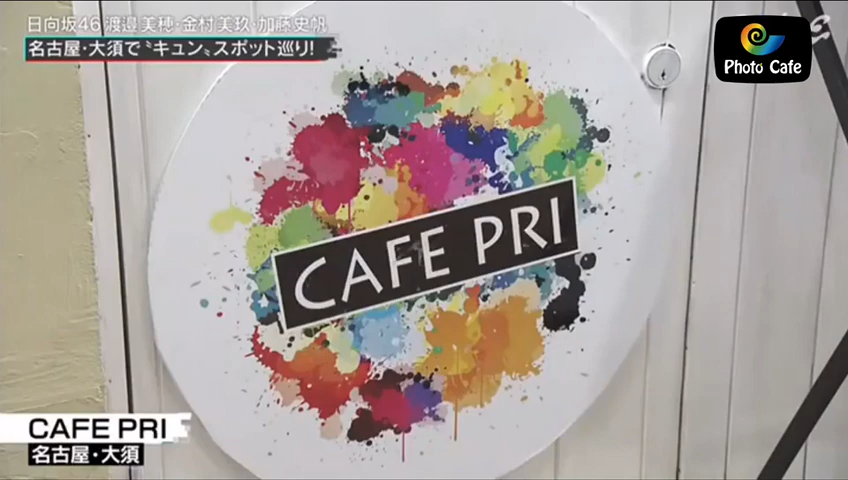 日向坂46 渡邉美穂・金村美玖・加藤史帆
名古屋・大須で〝キュン〟スポット巡り!
Photo Cafe
CAFE PRI
CAFE PRI
名古屋・大須